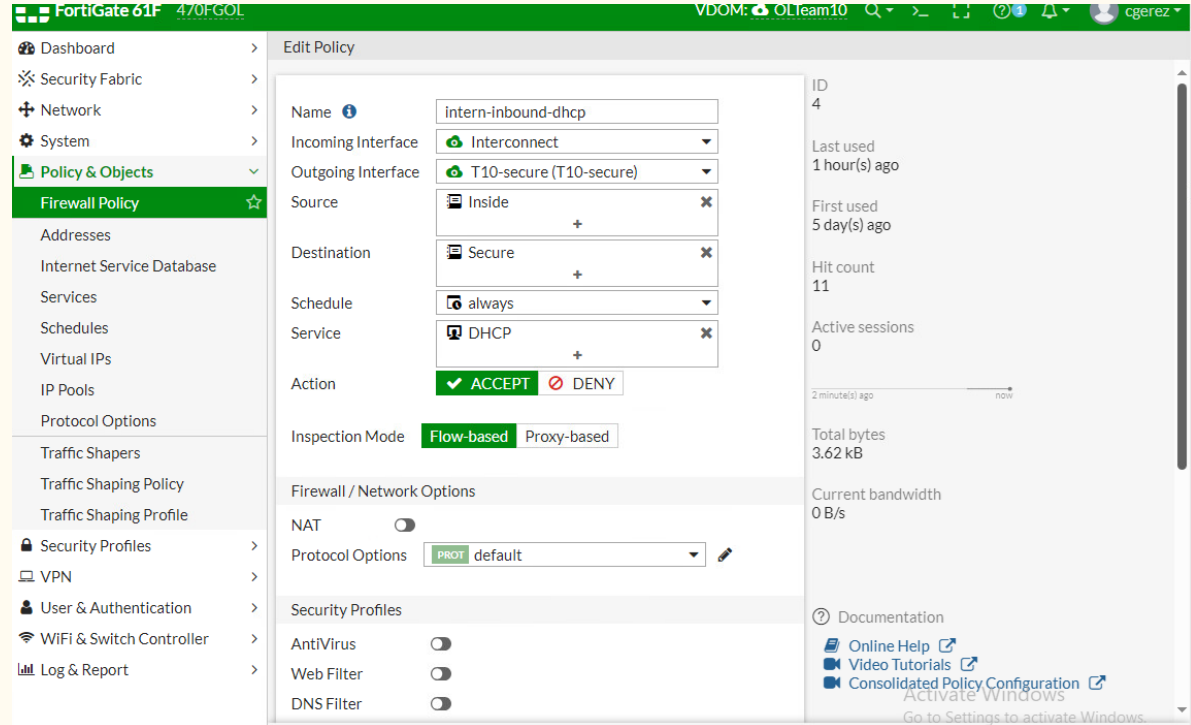 FortiGate 61F 470FGOL
VDOM: OLTeam10 >_ 1 cgerez
Dashboard
Security Fabric
Network
System
Policy & Objects
Firewall Policy
Addresses
Internet Service Database
Services
Schedules
Virtual IPs
IP Pools
Protocol Options
Traffic Shapers
Traffic Shaping Policy
Traffic Shaping Profile
Security Profiles
VPN
User & Authentication
WiFi & Switch Controller
Log & Report
Edit Policy
Name intern-inbound-dhcp
Incoming Interface Interconnect
Outgoing Interface T10-secure (T10-secure)
Source Inside
+
Destination Secure
+
Schedule always
Service DHCP
+
Action ACCEPT DENY
Inspection Mode Flow-based Proxy-based
Firewall / Network Options
NAT
Protocol Options PROT default
Security Profiles
AntiVirus
Web Filter
DNS Filter
ID
4
Last used
1 hour(s) ago
First used
5 day(s) ago
Hit count
11
Active sessions
0
2 minute(s) ago now
Total bytes
3.62 kB
Current bandwidth
0 B/s
Documentation
Online Help
Video Tutorials
Consolidated Policy Configuration
Activate Windows
Go to Settings to activate Windows.